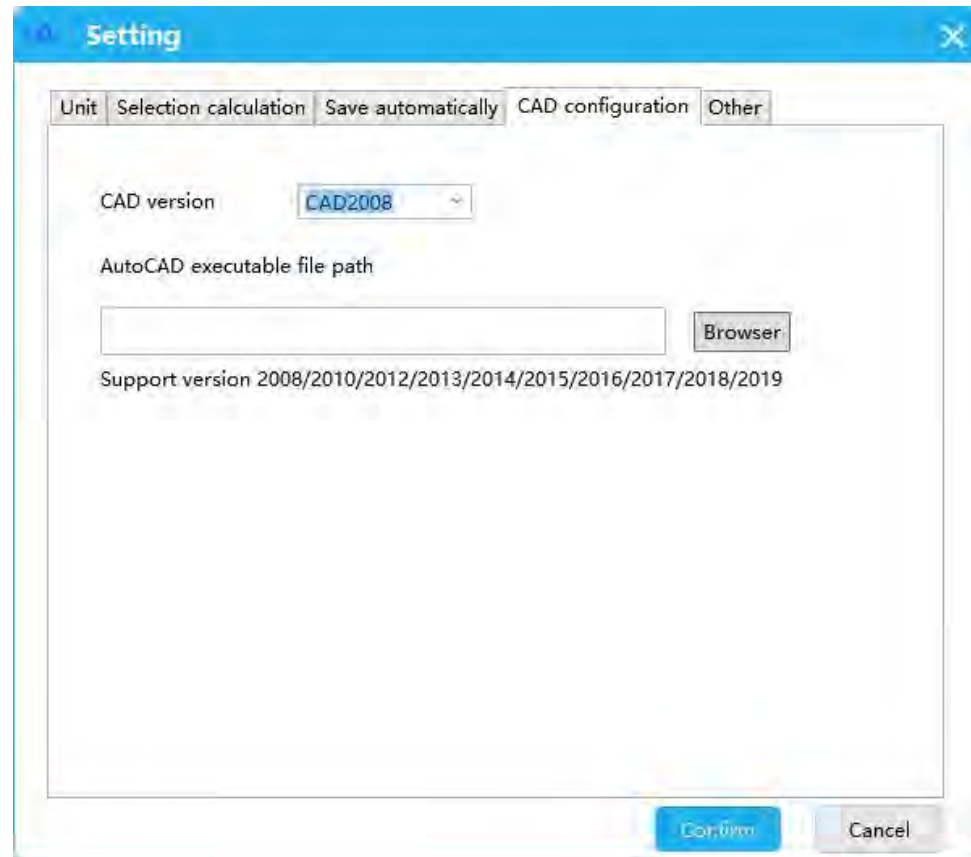 Setting
Unit Selection calculation Save automatically CAD configuration Other
CAD version CAD2008
AutoCAD executable file path
Browser
Support version 2008/2010/2012/2013/2014/2015/2016/2017/2018/2019
Confirm Cancel